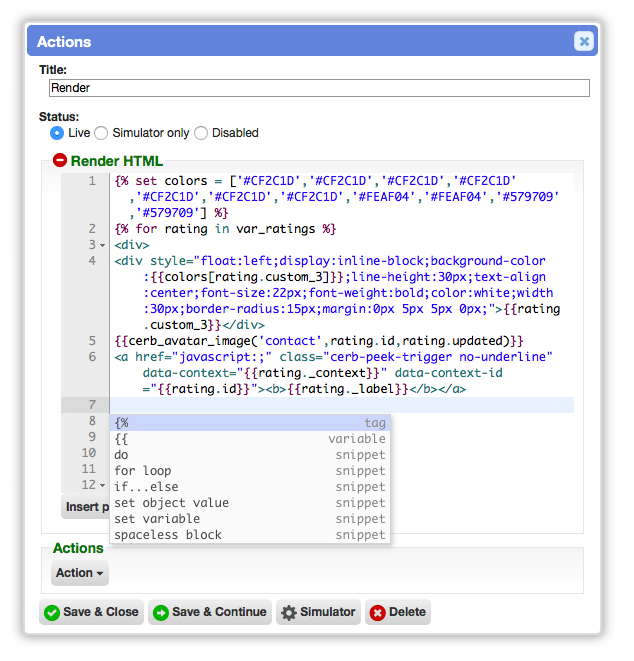 Actions
Title:
Render
Status:
Live Simulator only Disabled
Render HTML
1 {% set colors = ['#CF2C1D','#CF2C1D','#CF2C1D','#CF2C1D'
,'#CF2C1D','#CF2C1D','#CF2C1D','#FEAF04','#FEAF04','#579709'
,'#579709'] %}
2 {% for rating in var_ratings %}
3 <div>
4 <div style="float:left;display:inline-block;background-color
:{{colors[rating.custom_3]}};line-height:30px;text-align
:center;font-size:22px;font-weight:bold;color:white;width
:30px;border-radius:15px;margin:0px 5px 5px 0px;">{{rating
.custom_3}}</div>
5 {{cerb_avatar_image('contact',rating.id,rating.updated)}}
6 <a href="javascript:;" class="cerb-peek-trigger no-underline"
data-context="{{rating._context}}" data-context-id
="{{rating.id}}"><b>{{rating._label}}</b></a>
7
8 {% tag
9 {{ variable
10 do snippet
11 for loop snippet
12 if...else snippet
set object value snippet
set variable snippet
spaceless block snippet
Insert p
Actions
Action
Save & Close Save & Continue Simulator Delete